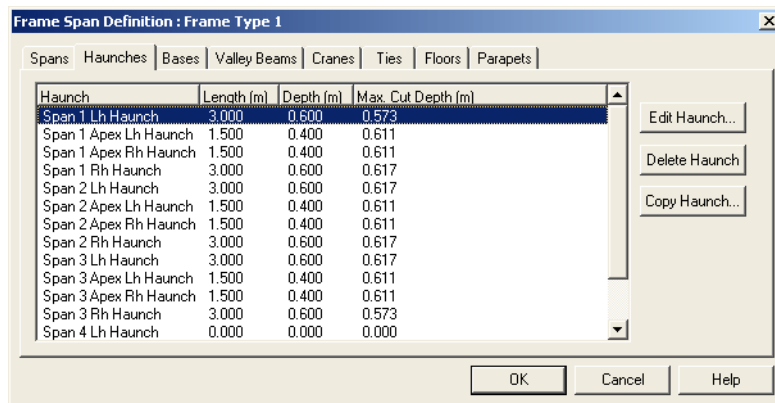 Frame Span Definition : Frame Type 1
Spans Haunches Bases Valley Beams Cranes Ties Floors Parapets
Haunch Length (m) Depth (m) Max. Cut Depth (m)
Span 1 Lh Haunch 3.000 0.600 0.573
Span 1 Apex Lh Haunch 1.500 0.400 0.611
Span 1 Apex Rh Haunch 1.500 0.400 0.611
Span 1 Rh Haunch 3.000 0.600 0.617
Span 2 Lh Haunch 3.000 0.600 0.617
Span 2 Apex Lh Haunch 1.500 0.400 0.611
Span 2 Apex Rh Haunch 1.500 0.400 0.611
Span 2 Rh Haunch 3.000 0.600 0.617
Span 3 Lh Haunch 3.000 0.600 0.617
Span 3 Apex Lh Haunch 1.500 0.400 0.611
Span 3 Apex Rh Haunch 1.500 0.400 0.611
Span 3 Rh Haunch 3.000 0.600 0.573
Span 4 Lh Haunch 0.000 0.000 0.000
Edit Haunch...
Delete Haunch
Copy Haunch...
OK Cancel Help